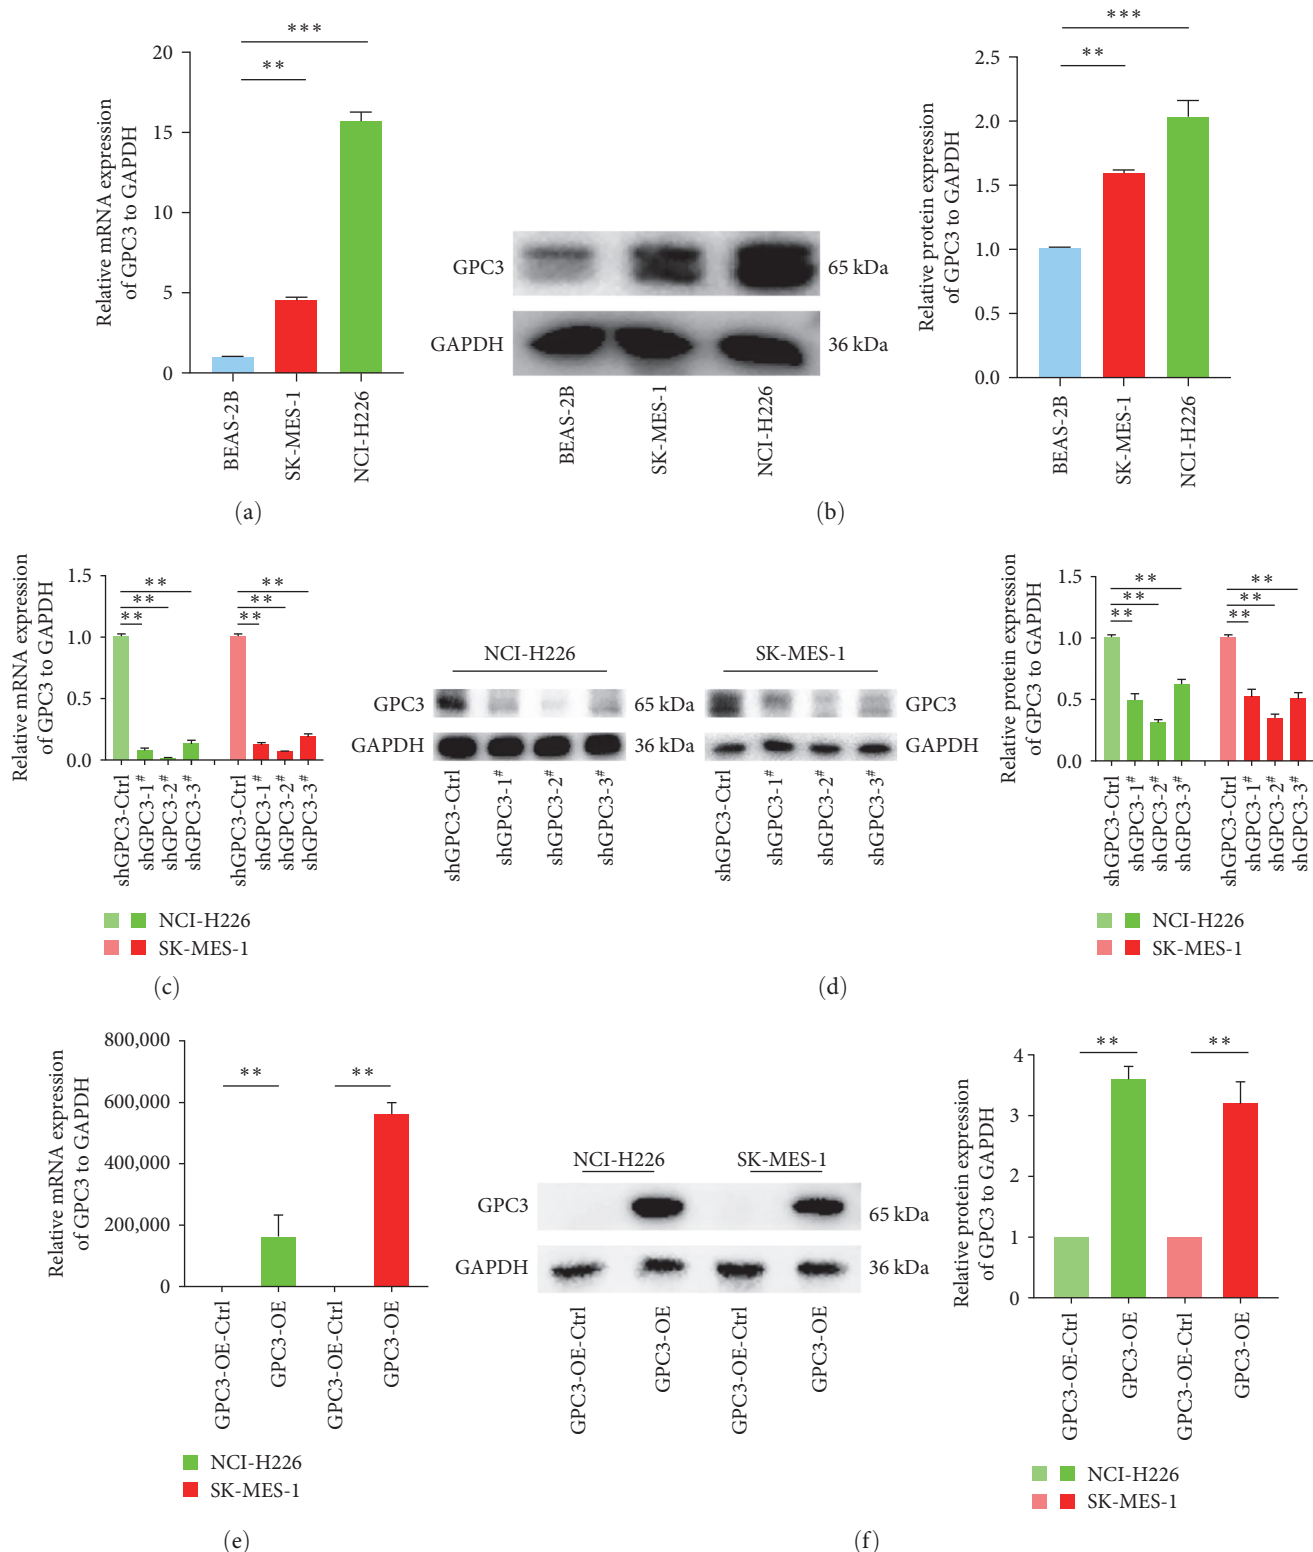 ***
**
20
15
10
5
0
Relative mRNA expression
of GPC3 to GAPDH
BEAS-2B
SK-MES-1
NCI-H226
(a)
GPC3
65 kDa
GAPDH
36 kDa
BEAS-2B
SK-MES-1
NCI-H226
***
**
2.5
2.0
1.5
1.0
0.5
0.0
Relative protein expression
of GPC3 to GAPDH
BEAS-2B
SK-MES-1
NCI-H226
(b)
1.5
1.0
0.5
0.0
Relative mRNA expression
of GPC3 to GAPDH
**
**
**
**
**
**
shGPC3-Ctrl
shGPC3-1#
shGPC3-2#
shGPC3-3#
shGPC3-Ctrl
shGPC3-1#
shGPC3-2#
shGPC3-3#
NCI-H226
SK-MES-1
(c)
NCI-H226
SK-MES-1
GPC3
65 kDa
GPC3
GAPDH
36 kDa
GAPDH
shGPC3-Ctrl
shGPC3-1#
shGPC3-2#
shGPC3-3#
shGPC3-Ctrl
shGPC3-1#
shGPC3-2#
shGPC3-3#
1.5
1.0
0.5
0.0
Relative protein expression
of GPC3 to GAPDH
**
**
**
**
**
**
shGPC3-Ctrl
shGPC3-1#
shGPC3-2#
shGPC3-3#
shGPC3-Ctrl
shGPC3-1#
shGPC3-2#
shGPC3-3#
NCI-H226
SK-MES-1
(d)
800,000
600,000
400,000
200,000
0
Relative mRNA expression
of GPC3 to GAPDH
**
**
GPC3-OE-Ctrl
GPC3-OE
GPC3-OE-Ctrl
GPC3-OE
NCI-H226
SK-MES-1
(e)
NCI-H226
SK-MES-1
GPC3
65 kDa
GAPDH
36 kDa
GPC3-OE-Ctrl
GPC3-OE
GPC3-OE-Ctrl
GPC3-OE
4
3
2
1
0
Relative protein expression
of GPC3 to GAPDH
**
**
GPC3-OE-Ctrl
GPC3-OE
GPC3-OE-Ctrl
GPC3-OE
NCI-H226
SK-MES-1
(f)